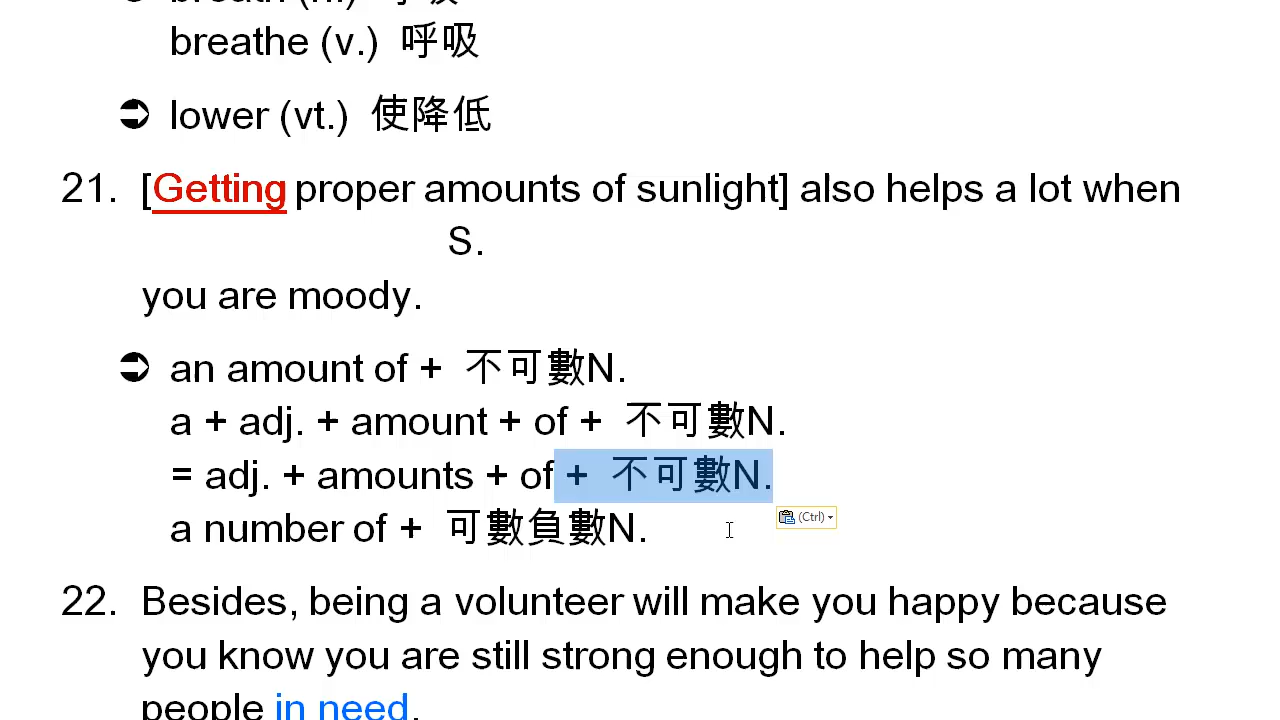 breath (n.) 呼吸
breathe (v.) 呼吸
➲ lower (vt.) 使降低
21. [Getting proper amounts of sunlight] also helps a lot when
S.
you are moody.
➲ an amount of + 不可數N.
a + adj. + amount + of + 不可數N.
= adj. + amounts + of + 不可數N.
(Ctrl)
a number of + 可數負數N.
22. Besides, being a volunteer will make you happy because
you know you are still strong enough to help so many
people in need.